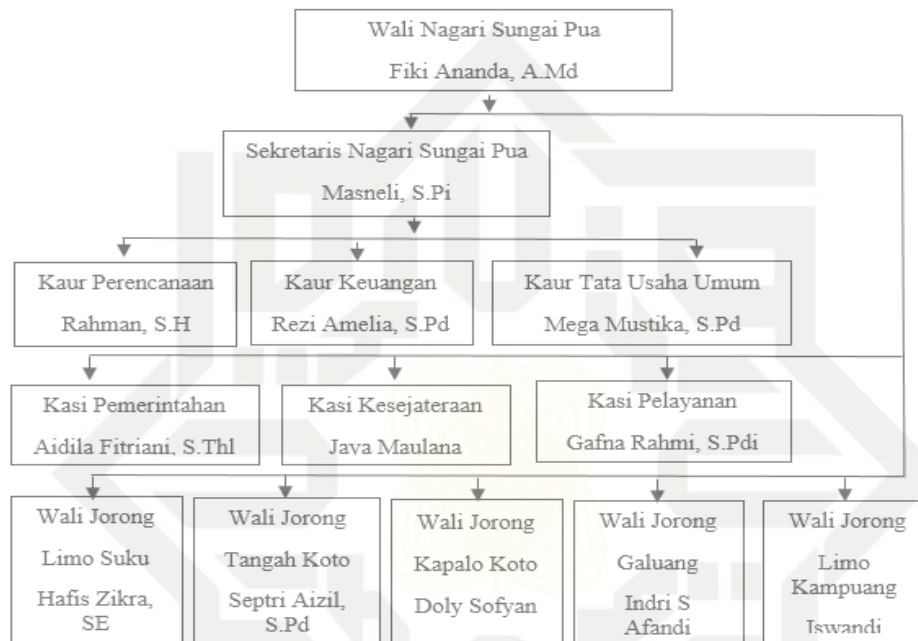 Wali Nagari Sungai Pua
Fiki Ananda, A.Md
Sekretaris Nagari Sungai Pua
Masneli, S.Pi
Kaur Perencanaan
Rahman, S.H
Kaur Keuangan
Rezi Amelia, S.Pd
Kaur Tata Usaha Umum
Mega Mustika, S.Pd
Kasi Pemerintahan
Aidila Fitriani, S.Thl
Kasi Kesejateraan
Java Maulana
Kasi Pelayanan
Gafna Rahmi, S.Pdi
Wali Jorong
Limo Suku
Hafis Zikra,
SE
Wali Jorong
Tangah Koto
Septri Aizil,
S.Pd
Wali Jorong
Kapalo Koto
Doly Sofyan
Wali Jorong
Galuang
Indri S
Afandi
Wali Jorong
Limo
Kampuang
Iswandi